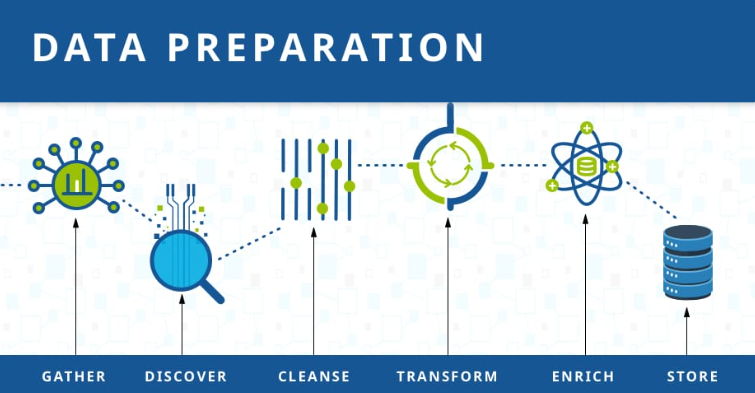 DATA PREPARATION
GATHER DISCOVER CLEANSE TRANSFORM ENRICH STORE